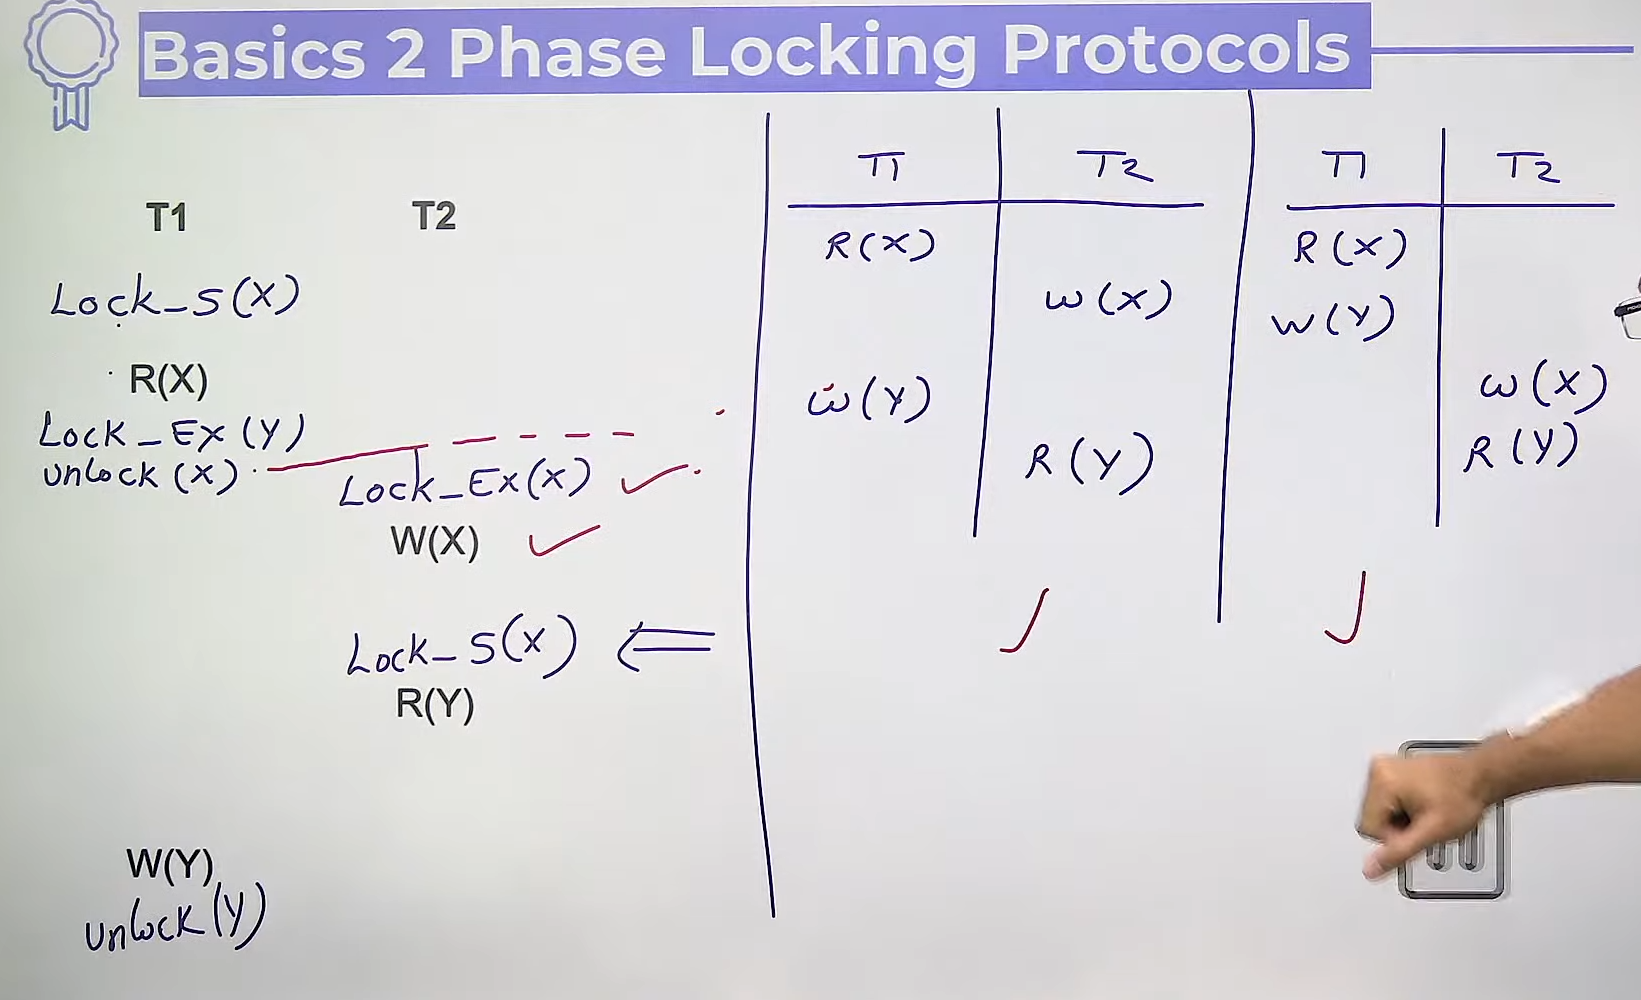 Basics 2 Phase Locking Protocols
T1 T2
Lock_S(X)
R(X)
Lock_Ex(Y)
unlock(X)
Lock_Ex(X)
W(X)
Lock_S(X)
R(Y)
W(Y)
unlock(Y)
T1 T2
R(X)
W(X)
W(Y)
R(Y)
T1 T2
R(X)
W(Y)
W(X)
R(Y)